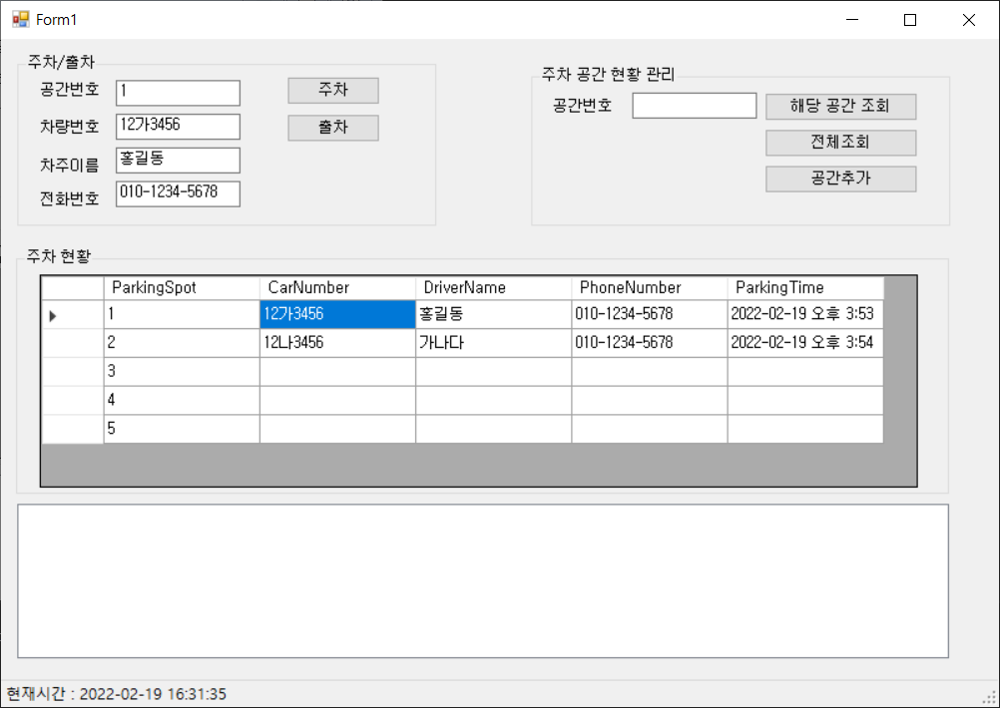 Form1
주차/출차
공간번호 1 주차
차량번호 12가3456 출차
차주이름 홍길동
전화번호 010-1234-5678
주차 공간 현황 관리
공간번호 해당 공간 조회
전체조회
공간추가
주차 현황
ParkingSpot CarNumber DriverName PhoneNumber ParkingTime
1 12가3456 홍길동 010-1234-5678 2022-02-19 오후 3:53
2 12나3456 가나다 010-1234-5678 2022-02-19 오후 3:54
3
4
5
현재시간 : 2022-02-19 16:31:35